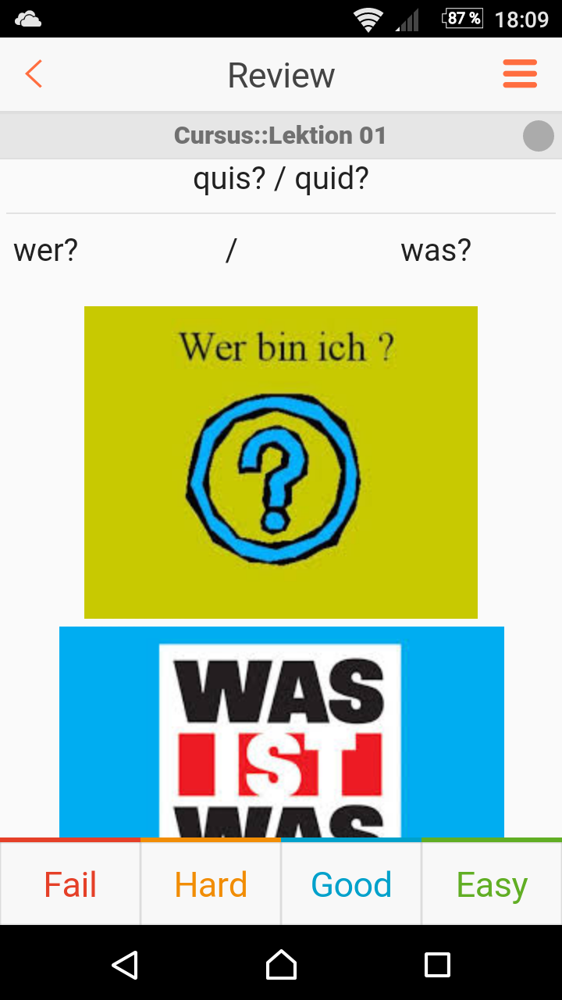 87 % 18:09
Review
Cursus::Lektion 01
quis? / quid?
wer? / was?
Wer bin ich ?
?
WAS
IST
WAS
Fail Hard Good Easy